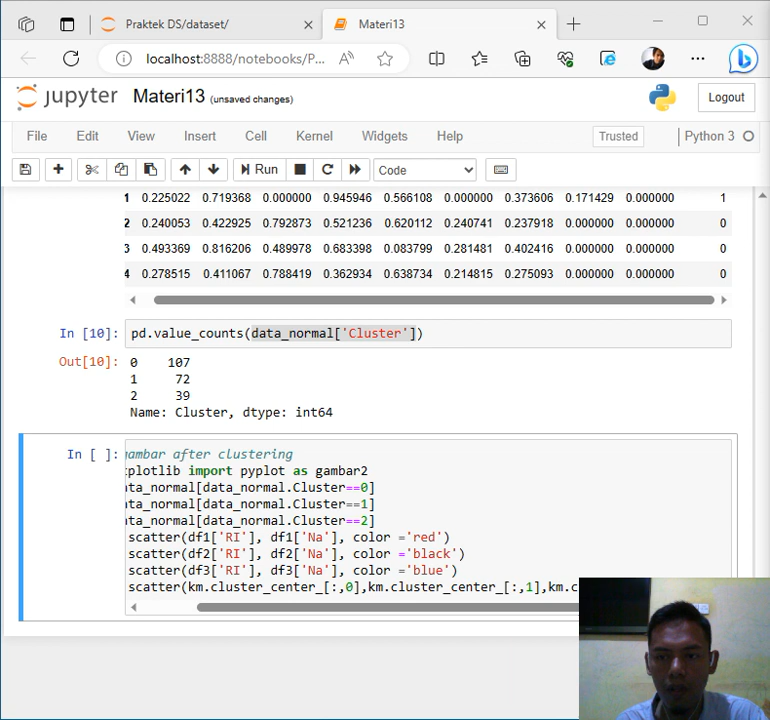 Praktek DS/dataset/
Materi13
localhost:8888/notebooks/P...
jupyter Materi13 (unsaved changes)
Logout
File Edit View Insert Cell Kernel Widgets Help Trusted Python 3
Run Code
1 0.225022 0.719368 0.000000 0.945946 0.566108 0.000000 0.373606 0.171429 0.000000 1
2 0.240053 0.422925 0.792873 0.521236 0.620112 0.240741 0.237918 0.000000 0.000000 0
3 0.493369 0.816206 0.489978 0.683398 0.083799 0.281481 0.402416 0.000000 0.000000 0
4 0.278515 0.411067 0.788419 0.362934 0.638734 0.214815 0.275093 0.000000 0.000000 0
In [10]: pd.value_counts(data_normal['Cluster'])
Out[10]: 0 107
1 72
2 39
Name: Cluster, dtype: int64
In [ ]: gambar after clustering
tplotlib import pyplot as gambar2
ata_normal[data_normal.Cluster==0]
ata_normal[data_normal.Cluster==1]
ata_normal[data_normal.Cluster==2]
scatter(df1['RI'], df1['Na'], color ='red')
scatter(df2['RI'], df2['Na'], color ='black')
scatter(df3['RI'], df3['Na'], color ='blue')
scatter(km.cluster_center_[:,0],km.cluster_center_[:,1],km.c